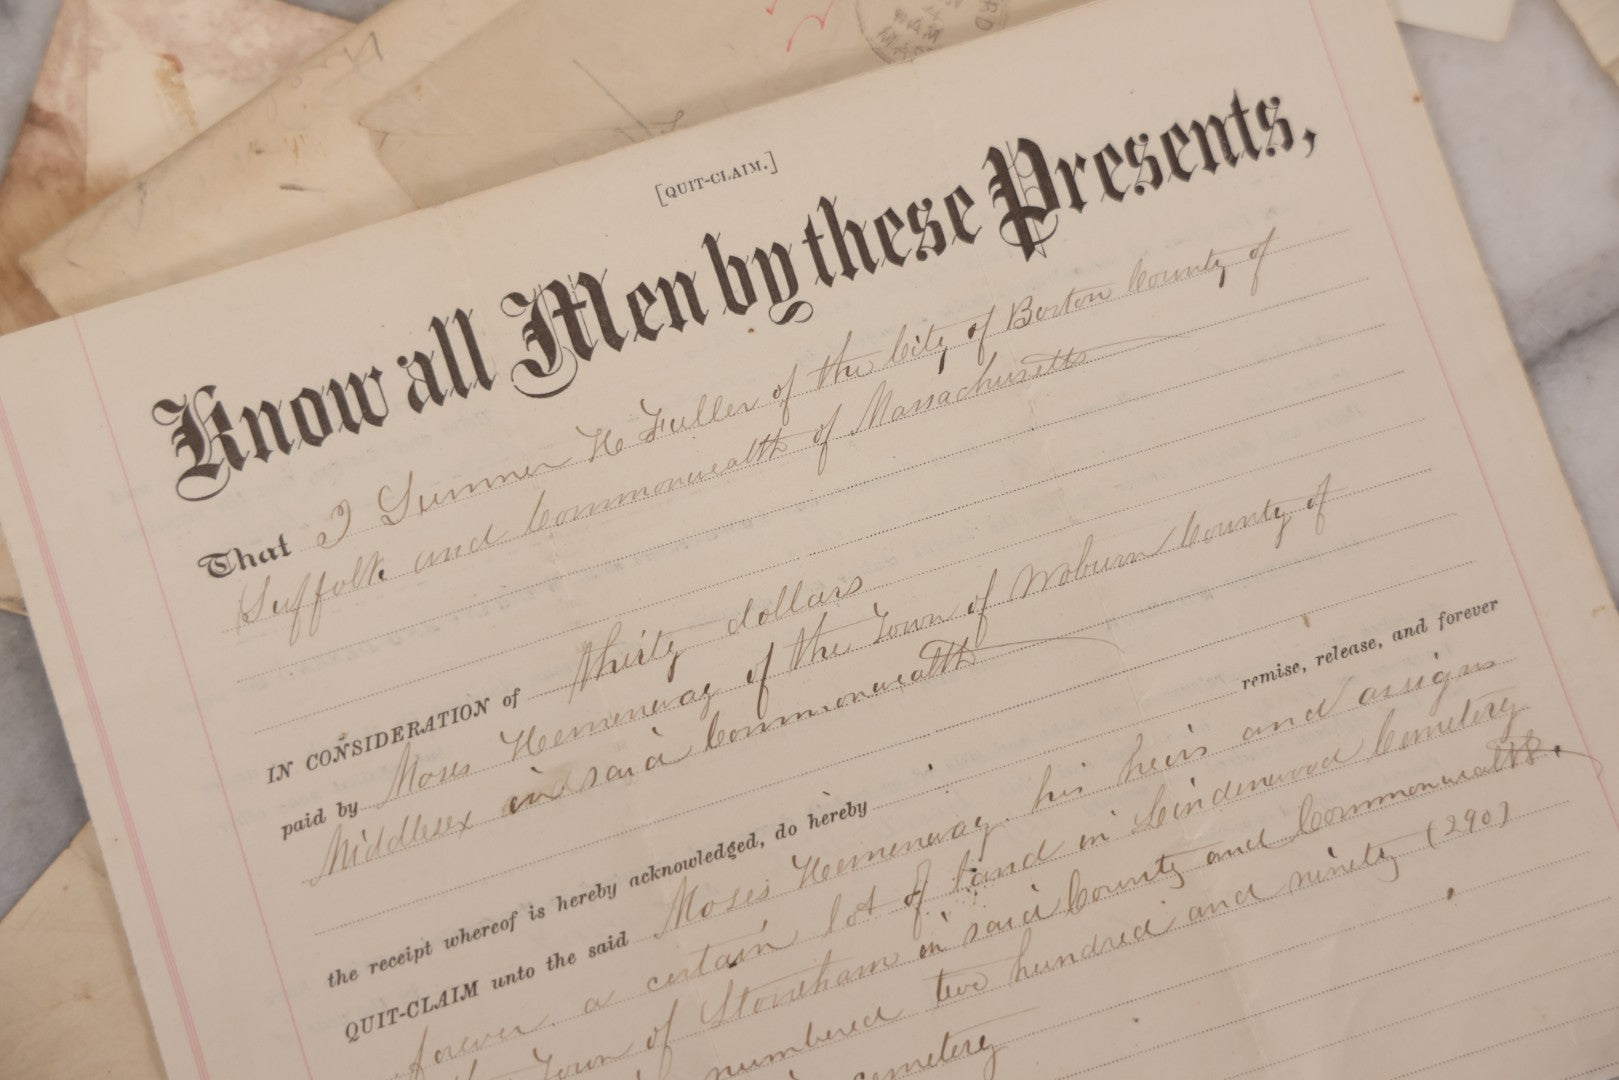 [QUIT-CLAIM.]
Know all Men by these Presents,
That I Sumner H Fuller of the City of Boston County of
Suffolk and Commonwealth of Massachusetts
IN CONSIDERATION of thirty dollars
paid by Moses Hemenway of the Town of Woburn County of
Middlesex and said Commonwealth
the receipt whereof is hereby acknowledged, do hereby remise, release, and forever
QUIT-CLAIM unto the said Moses Hemenway his heirs and assigns
forever a certain lot of land in Lindenwood Cemetery
Town of Stoneham in said County and Commonwealth.
numbered two hundred and ninety (290)
cemetery